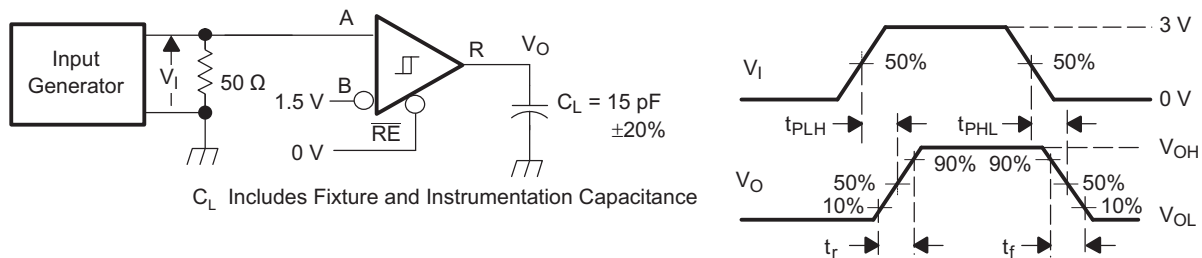 Input
Generator
V_I
50 Ω
A
B
1.5 V
0 V
R̅E̅
R
V_O
C_L = 15 pF
±20%
C_L Includes Fixture and Instrumentation Capacitance
3 V
V_I
50%
50%
0 V
t_PLH
t_PHL
V_OH
90%
90%
V_O
50%
50%
10%
10%
V_OL
t_r
t_f